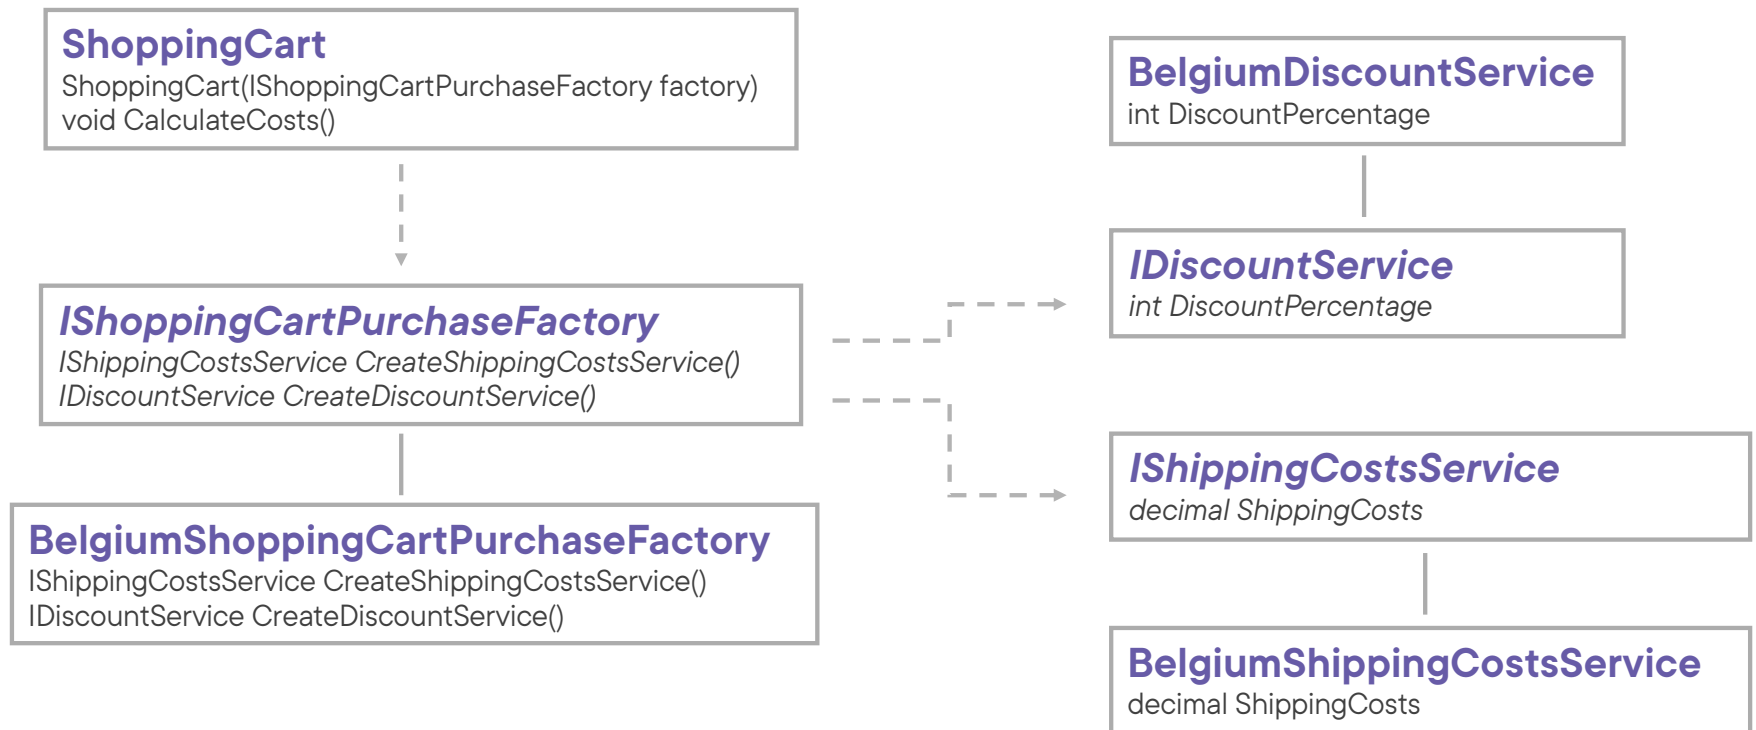 ShoppingCart
ShoppingCart(IShoppingCartPurchaseFactory factory)
void CalculateCosts()
IShoppingCartPurchaseFactory
IShippingCostsService CreateShippingCostsService()
IDiscountService CreateDiscountService()
BelgiumShoppingCartPurchaseFactory
IShippingCostsService CreateShippingCostsService()
IDiscountService CreateDiscountService()
BelgiumDiscountService
int DiscountPercentage
IDiscountService
int DiscountPercentage
IShippingCostsService
decimal ShippingCosts
BelgiumShippingCostsService
decimal ShippingCosts